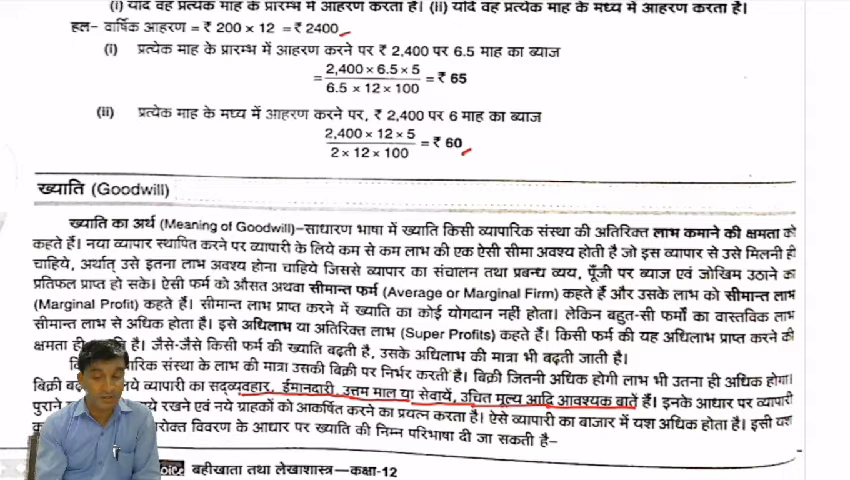 (i) यदि वह प्रत्येक माह के प्रारम्भ में आहरण करता है। (ii) यदि वह प्रत्येक माह के मध्य में आहरण करता है।
हल- वार्षिक आहरण = ₹ 200 × 12 = ₹ 2400
(i) प्रत्येक माह के प्रारम्भ में आहरण करने पर ₹ 2,400 पर 6.5 माह का ब्याज
= 2,400 × 6.5 × 5 / 6.5 × 12 × 100 = ₹ 65
(ii) प्रत्येक माह के मध्य में आहरण करने पर, ₹ 2,400 पर 6 माह का ब्याज
2,400 × 12 × 5 / 2 × 12 × 100 = ₹ 60
ख्याति (Goodwill)
ख्याति का अर्थ (Meaning of Goodwill)–साधारण भाषा में ख्याति किसी व्यापारिक संस्था की अतिरिक्त लाभ कमाने की क्षमता को
कहते हैं। नया व्यापार स्थापित करने पर व्यापारी के लिये कम से कम लाभ की एक ऐसी सीमा अवश्य होती है जो इस व्यापार से उसे मिलनी ही
चाहिये, अर्थात् उसे इतना लाभ अवश्य होना चाहिये जिससे व्यापार का संचालन तथा प्रबन्ध व्यय, पूँजी पर ब्याज एवं जोखिम उठाने का
प्रतिफल प्राप्त हो सके। ऐसी फर्म को औसत अथवा सीमान्त फर्म (Average or Marginal Firm) कहते हैं और उसके लाभ को सीमान्त लाभ
(Marginal Profit) कहते हैं। सीमान्त लाभ प्राप्त करने में ख्याति का कोई योगदान नहीं होता। लेकिन बहुत-सी फर्मों का वास्तविक लाभ
सीमान्त लाभ से अधिक होता है। इसे अधिलाभ या अतिरिक्त लाभ (Super Profits) कहते हैं। किसी फर्म की यह अधिलाभ प्राप्त करने की
क्षमता ही है। जैसे-जैसे किसी फर्म की ख्याति बढ़ती है, उसके अधिलाभ की मात्रा भी बढ़ती जाती है।
संस्था के लाभ की मात्रा उसकी बिक्री पर निर्भर करती है। बिक्री जितनी अधिक होगी लाभ भी उतना ही अधिक होगा।
बिक्री व्यापारी का सद्व्यवहार, ईमानदारी, उत्तम माल या सेवायें, उचित मूल्य आदि आवश्यक बातें हैं। इनके आधार पर व्यापारी
पुराने रखने एवं नये ग्राहकों को आकर्षित करने का प्रयत्न करता है। ऐसे व्यापारी का बाजार में यश अधिक होता है। इसी यश
विवरण के आधार पर ख्याति की निम्न परिभाषा दी जा सकती है–
बहीखाता तथा लेखाशास्त्र–कक्षा-12